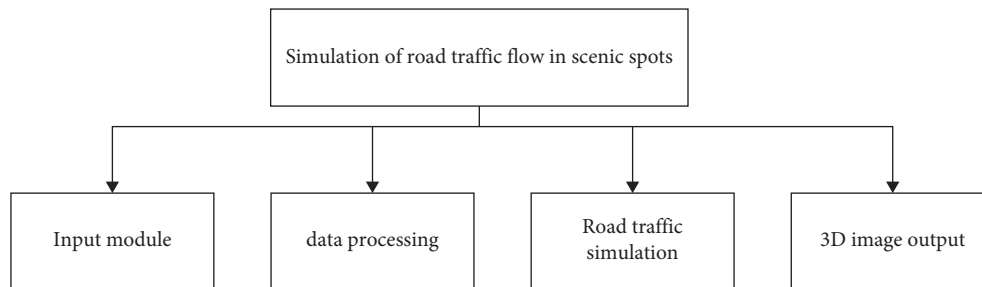 Simulation of road traffic flow in scenic spots
Input module
data processing
Road traffic
simulation
3D image output